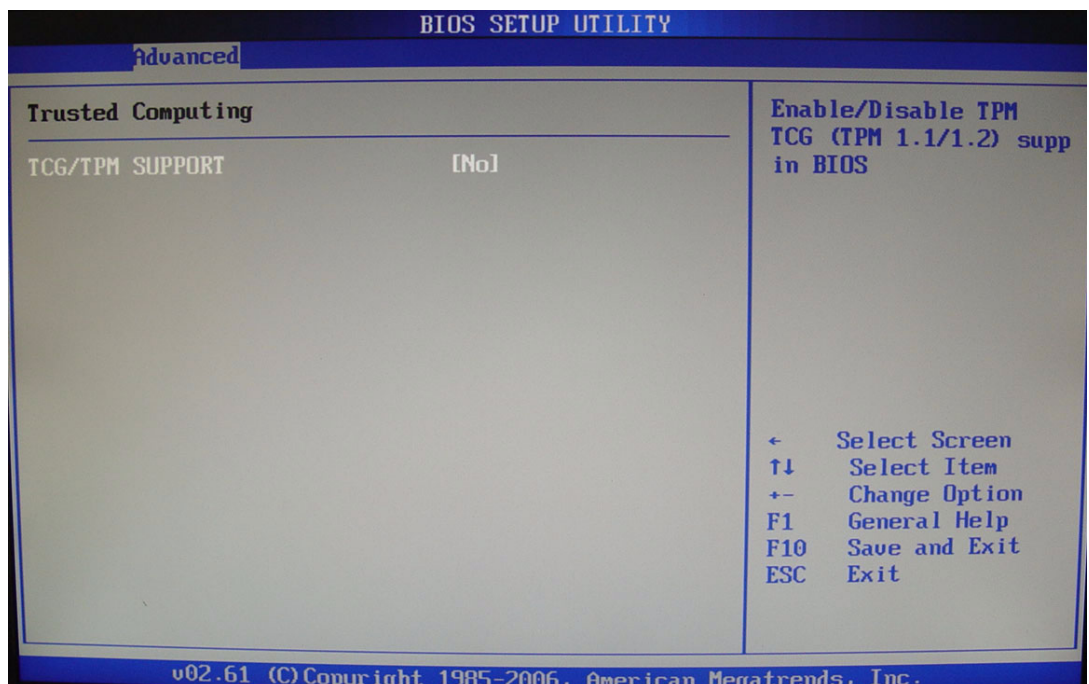 BIOS SETUP UTILITY
Advanced
Trusted Computing
TCG/TPM SUPPORT [No]
Enable/Disable TPM
TCG (TPM 1.1/1.2) supp
in BIOS
← Select Screen
↑↓ Select Item
+- Change Option
F1 General Help
F10 Save and Exit
ESC Exit
v02.61 (C)Copyright 1985-2006, American Megatrends, Inc.